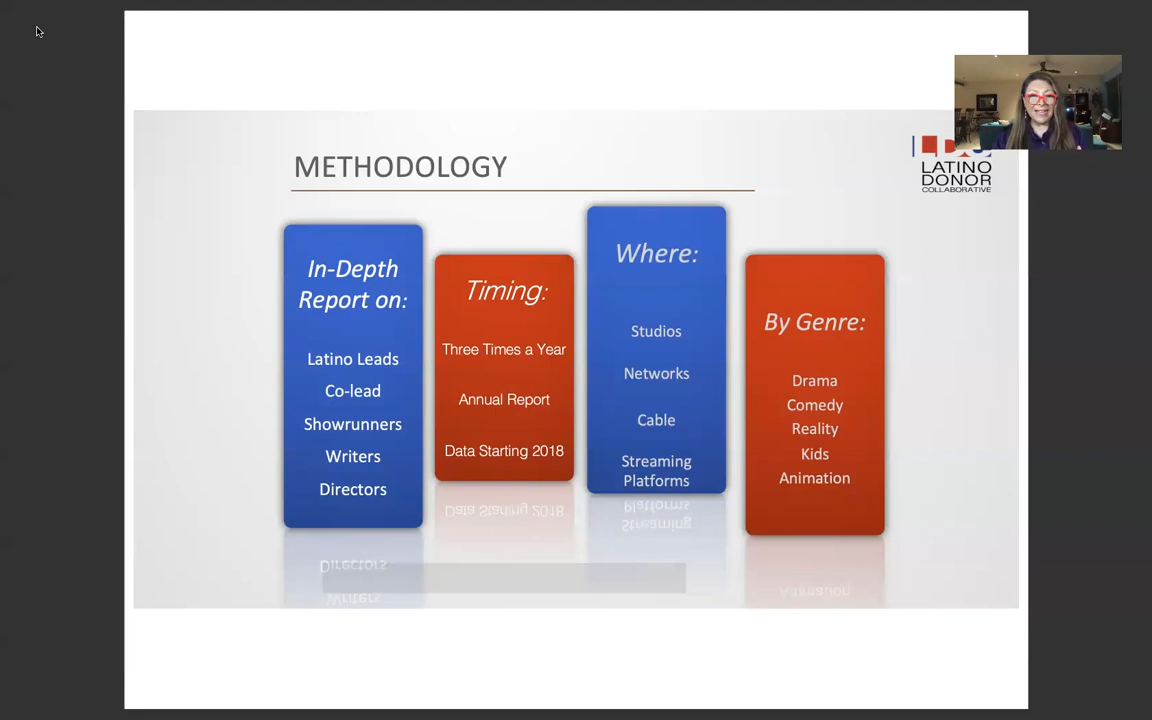 METHODOLOGY
LATINO
DONOR
COLLABORATIVE
In-Depth
Report on:
Latino Leads
Co-lead
Showrunners
Writers
Directors
Timing:
Three Times a Year
Annual Report
Data Starting 2018
Where:
Studios
Networks
Cable
Streaming
Platforms
By Genre:
Drama
Comedy
Reality
Kids
Animation